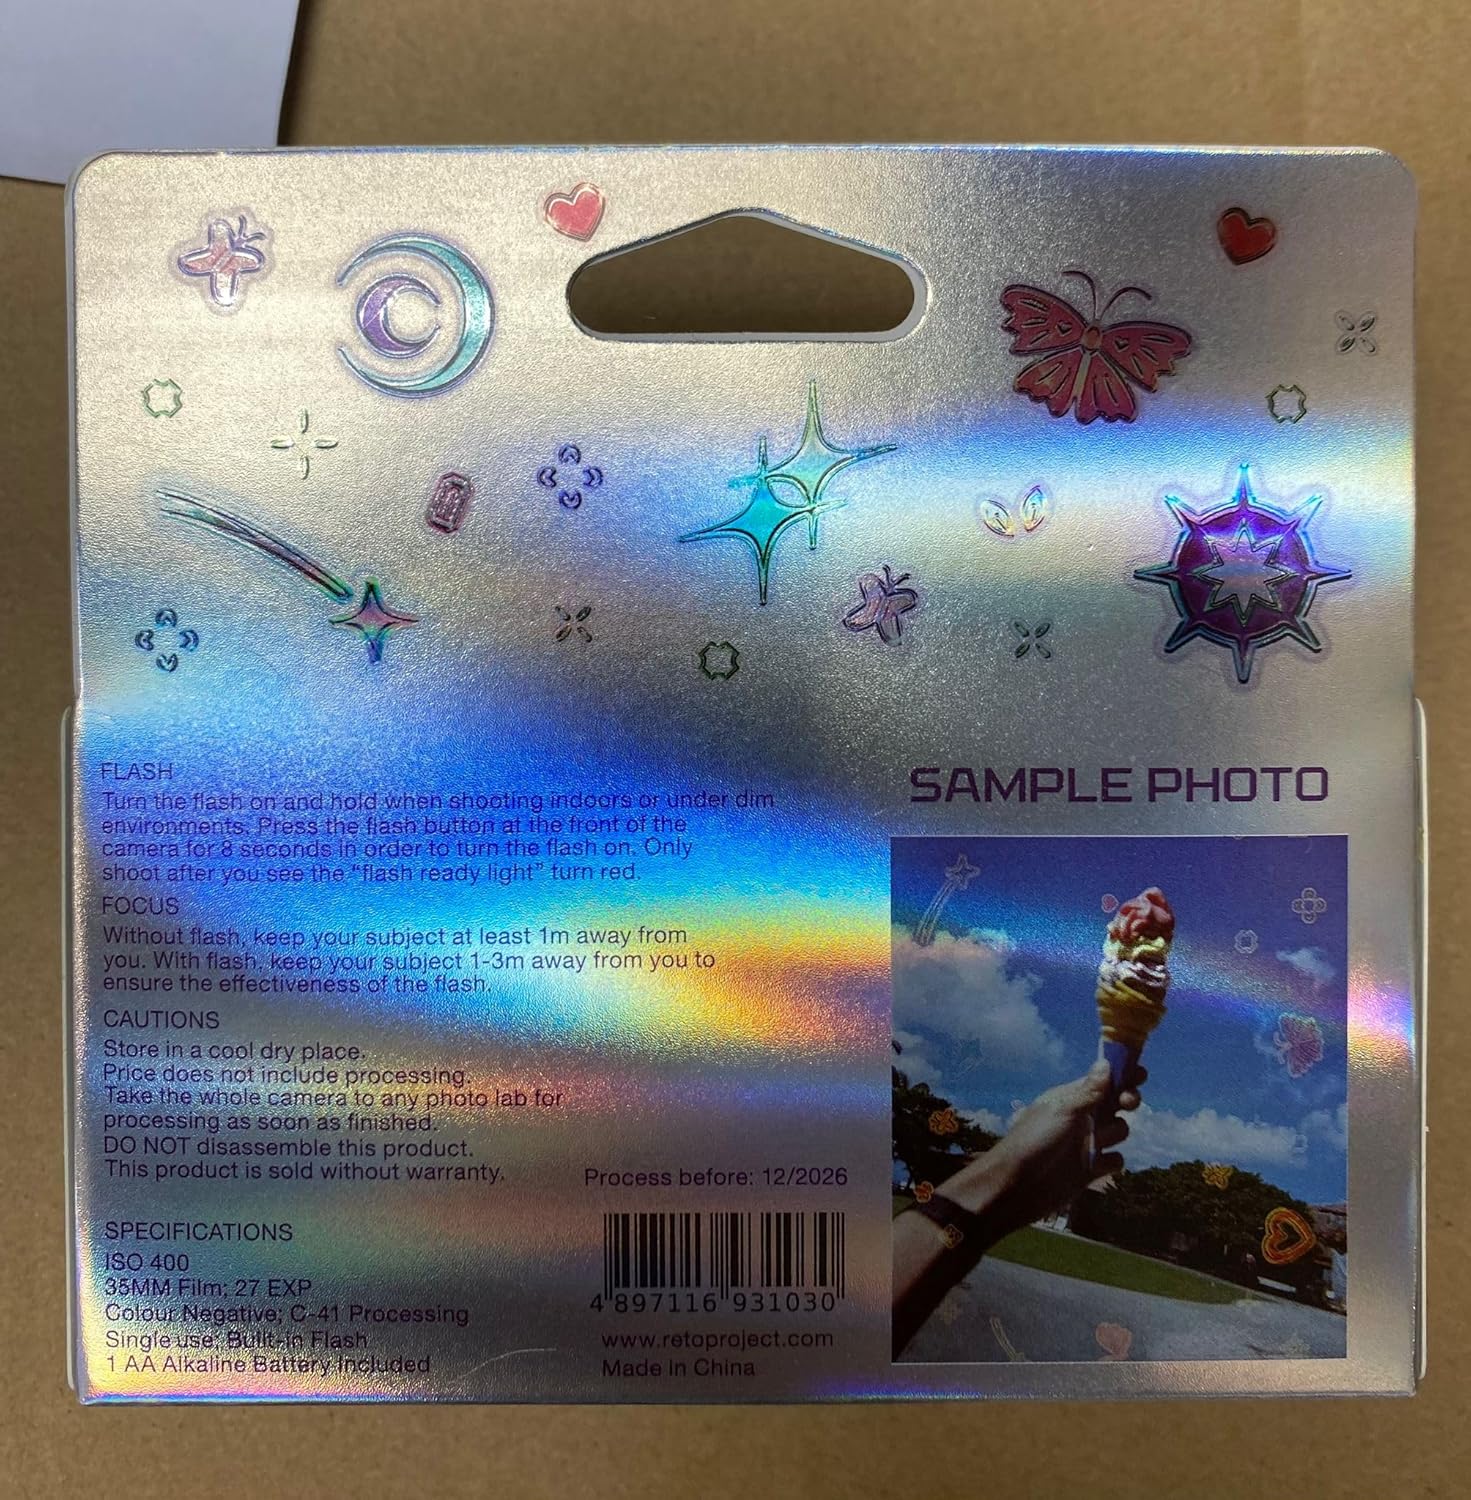 FLASH
Turn the flash on and hold when shooting indoors or under dim
environments. Press the flash button at the front of the
camera for 8 seconds in order to turn the flash on. Only
shoot after you see the “flash ready light” turn red.
FOCUS
Without flash, keep your subject at least 1m away from
you. With flash, keep your subject 1-3m away from you to
ensure the effectiveness of the flash.
CAUTIONS
Store in a cool dry place.
Price does not include processing.
Take the whole camera to any photo lab for
processing as soon as finished.
DO NOT disassemble this product.
This product is sold without warranty.
SPECIFICATIONS
ISO 400
35MM Film; 27 EXP
Colour Negative; C-41 Processing
Single use; Built-in Flash
1 AA Alkaline Battery Included
Process before: 12/2026
4 897116 931030
www.retoproject.com
Made in China
SAMPLE PHOTO